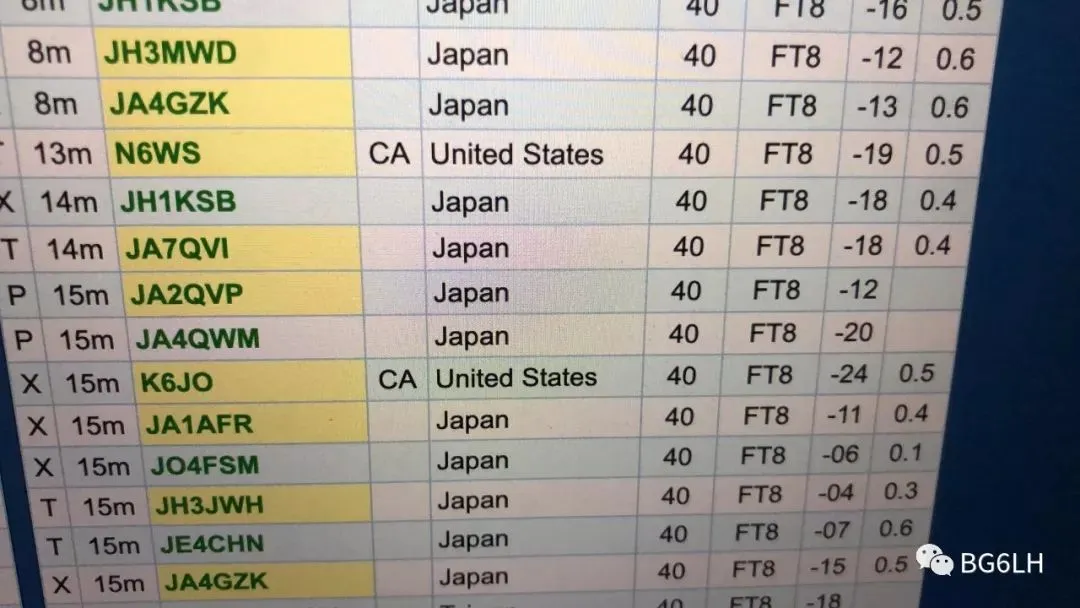 8m JH1KSB Japan 40 FT8 -16 0.5
8m JH3MWD Japan 40 FT8 -12 0.6
8m JA4GZK Japan 40 FT8 -13 0.6
T 13m N6WS CA United States 40 FT8 -19 0.5
X 14m JH1KSB Japan 40 FT8 -18 0.4
T 14m JA7QVI Japan 40 FT8 -18 0.4
P 15m JA2QVP Japan 40 FT8 -12
P 15m JA4QWM Japan 40 FT8 -20
X 15m K6JO CA United States 40 FT8 -24 0.5
X 15m JA1AFR Japan 40 FT8 -11 0.4
X 15m JO4FSM Japan 40 FT8 -06 0.1
T 15m JH3JWH Japan 40 FT8 -04 0.3
T 15m JE4CHN Japan 40 FT8 -07 0.6
X 15m JA4GZK Japan 40 FT8 -15 0.5
40 FT8 -18
BG6LH